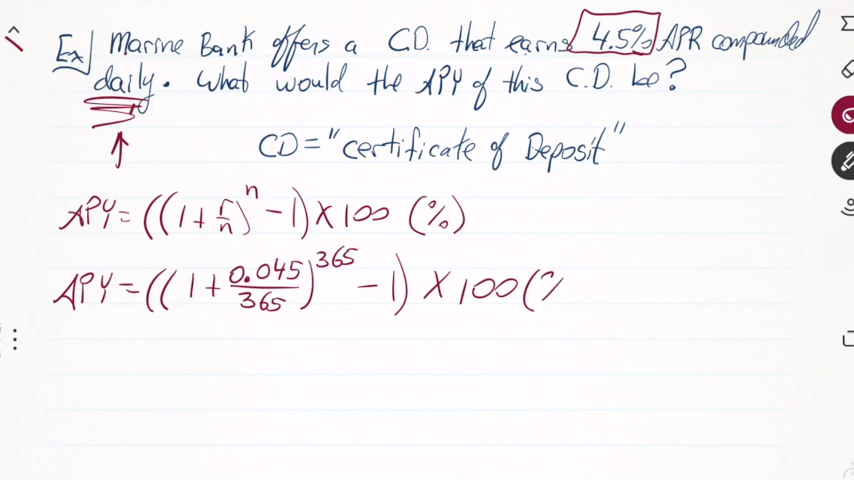 Ex] Marine Bank offers a C.D. that earns 4.5% APR compounded
daily. What would the APY of this C.D. be?
CD = "certificate of Deposit"
APY = ((1 + r/n)^n - 1) × 100 (%)
APY = ((1 + 0.045/365)^365 - 1) × 100 (%